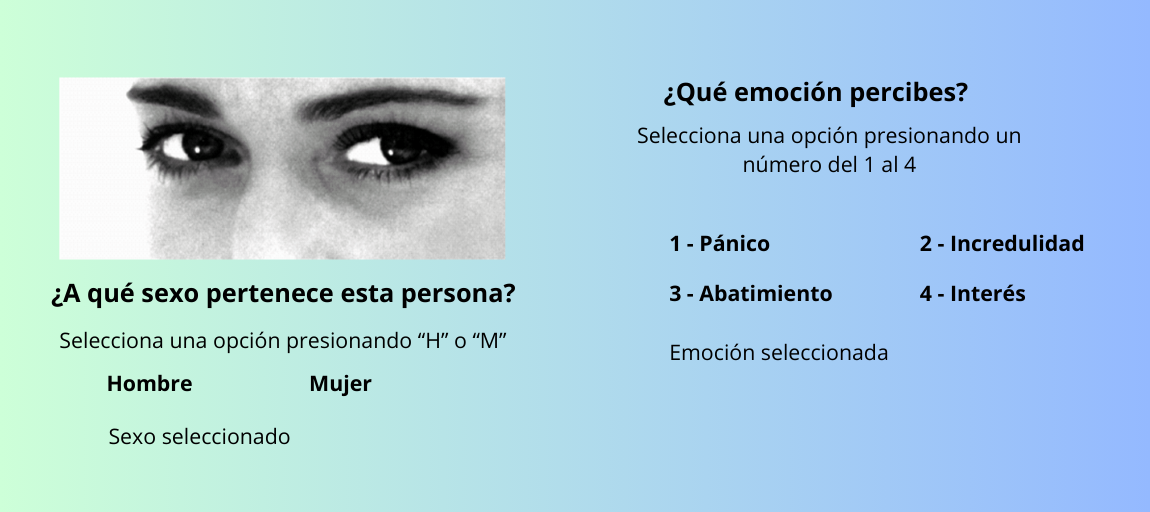 ¿A qué sexo pertenece esta persona?
Selecciona una opción presionando “H” o “M”
Hombre Mujer
Sexo seleccionado
¿Qué emoción percibes?
Selecciona una opción presionando un
número del 1 al 4
1 - Pánico 2 - Incredulidad
3 - Abatimiento 4 - Interés
Emoción seleccionada